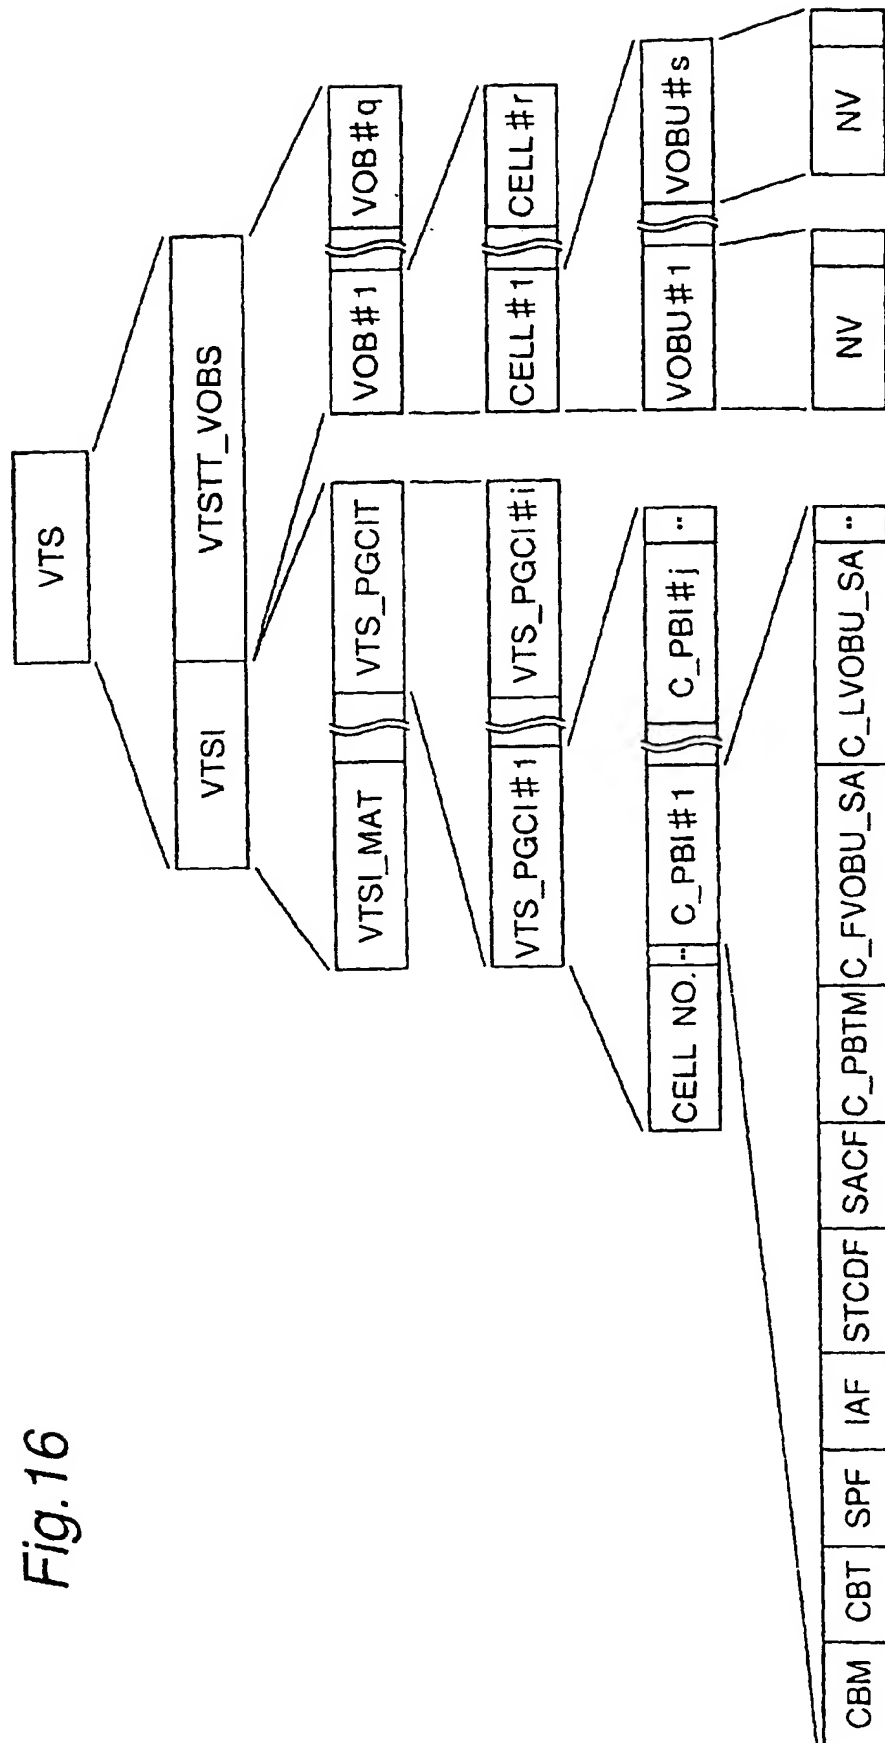 Fig.16
VTS
VTSI VTSTT_VOBS
VTSI_MAT VTS_PGCIT VOB#1 VOB#q
VTS_PGCI#1 VTS_PGCI#i CELL#1 CELL#r
CELL NO. .. C_PBI#1 C_PBI#j .. VOBU#1 VOBU#s
CBM CBT SPF IAF STCDF SACF C_PBTM C_FVOBU_SA C_LVOBU_SA .. NV NV